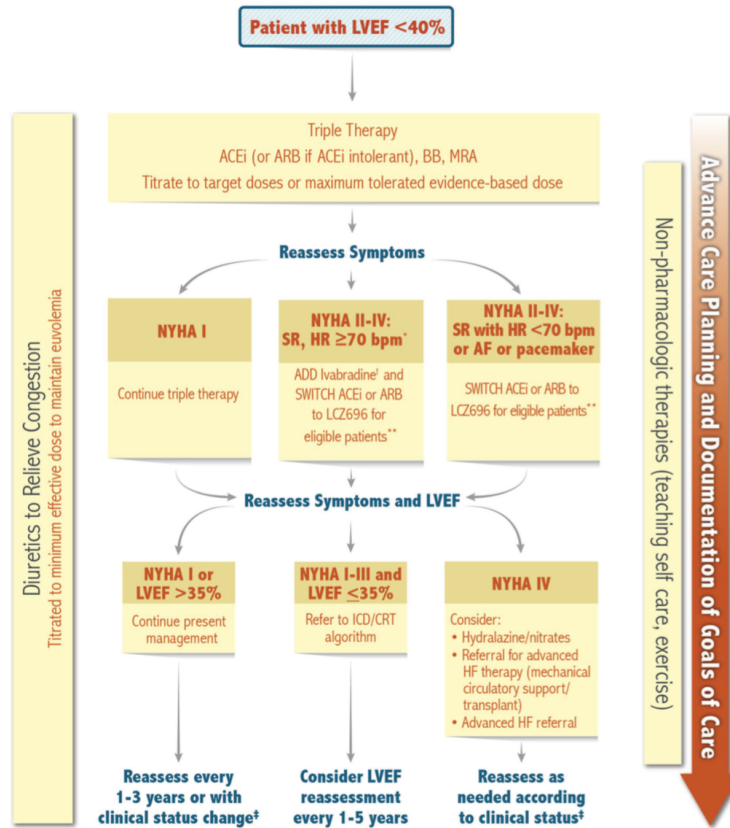 Patient with LVEF <40%
Triple Therapy
ACEi (or ARB if ACEi intolerant), BB, MRA
Titrate to target doses or maximum tolerated evidence-based dose
Reassess Symptoms
NYHA I
Continue triple therapy
NYHA II-IV:
SR, HR ≥70 bpm*
ADD Ivabradine† and
SWITCH ACEi or ARB
to LCZ696 for
eligible patients**
NYHA II-IV:
SR with HR <70 bpm
or AF or pacemaker
SWITCH ACEi or ARB to
LCZ696 for eligible patients**
Reassess Symptoms and LVEF
NYHA I or
LVEF >35%
Continue present
management
NYHA I-III and
LVEF ≤35%
Refer to ICD/CRT
algorithm
NYHA IV
Consider:
• Hydralazine/nitrates
• Referral for advanced
HF therapy (mechanical
circulatory support/
transplant)
• Advanced HF referral
Reassess every
1-3 years or with
clinical status change‡
Consider LVEF
reassessment
every 1-5 years
Reassess as
needed according
to clinical status‡
Diuretics to Relieve Congestion
Titrated to minimum effective dose to maintain euvolemia
Non-pharmacologic therapies (teaching self care, exercise)
Advance Care Planning and Documentation of Goals of Care